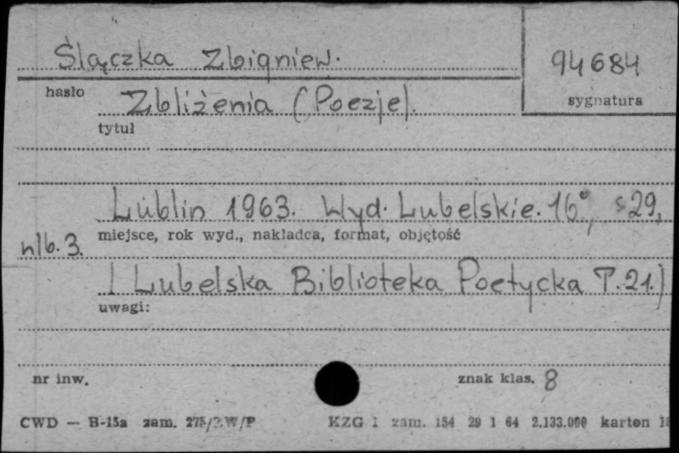 Ślączka Zbigniew.
94684
hasło
sygnatura
Zbliżenia (Poezje).
tytuł
Lublin 1963. Wyd. Lubelskie. 16°, s 29,
miejsce, rok wyd., nakładca, format, objętość
nlb. 3.
(Lubelska Biblioteka Poetycka T. 21.)
uwagi:
nr inw.
znak klas. 8
CWD — B-15a zam. 275/2.W/P
KZG 1 zam. 154 29 1 64 2.133.000 karton